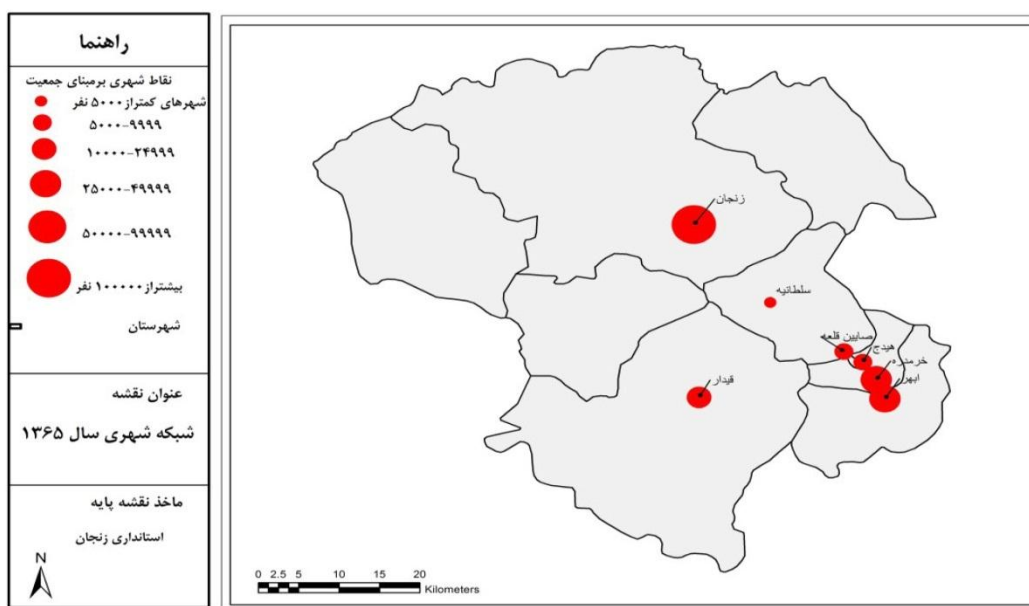 راهنما
نقاط شهری برمبنای جمعیت
شهرهای کمتراز ۵۰۰۰ نفر
۵۰۰۰-۹۹۹۹
۱۰۰۰۰-۲۴۹۹۹
۲۵۰۰۰-۴۹۹۹۹
۵۰۰۰۰-۹۹۹۹۹
بیشتراز ۱۰۰۰۰۰ نفر
شهرستان
عنوان نقشه
شبکه شهری سال ۱۳۶۵
ماخذ نقشه پایه
استانداری زنجان
N
زنجان
سلطانیه
صایین قلعه
هیدج
خرمدره
ابهر
قیدار
0 2.5 5 10 15 20
Kilometers